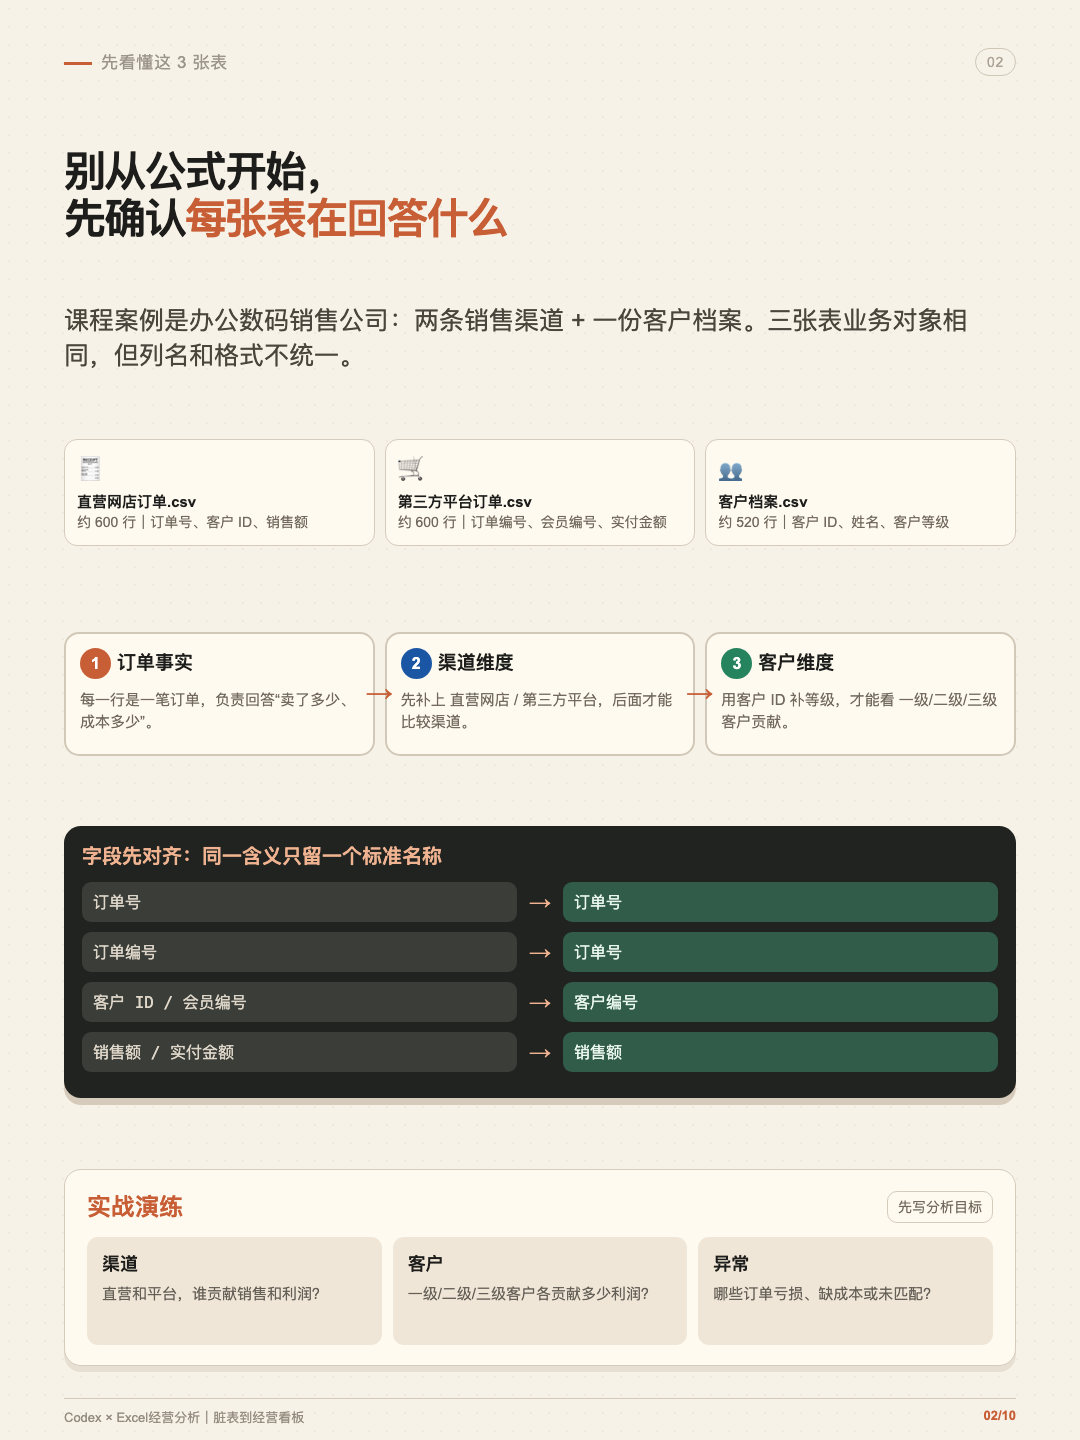 先看懂这 3 张表
02
别从公式开始，
先确认每张表在回答什么
课程案例是办公数码销售公司：两条销售渠道 + 一份客户档案。三张表业务对象相
同，但列名和格式不统一。
直营网店订单.csv
约 600 行｜订单号、客户 ID、销售额
第三方平台订单.csv
约 600 行｜订单编号、会员编号、实付金额
客户档案.csv
约 520 行｜客户 ID、姓名、客户等级
1 订单事实
每一行是一笔订单，负责回答“卖了多少、
成本多少”。
→
2 渠道维度
先补上 直营网店 / 第三方平台，后面才能
比较渠道。
→
3 客户维度
用客户 ID 补等级，才能看 一级/二级/三级
客户贡献。
字段先对齐：同一含义只留一个标准名称
订单号 → 订单号
订单编号 → 订单号
客户 ID / 会员编号 → 客户编号
销售额 / 实付金额 → 销售额
实战演练
先写分析目标
渠道
直营和平台，谁贡献销售和利润?
客户
一级/二级/三级客户各贡献多少利润?
异常
哪些订单亏损、缺成本或未匹配?
Codex × Excel经营分析｜脏表到经营看板
02/10